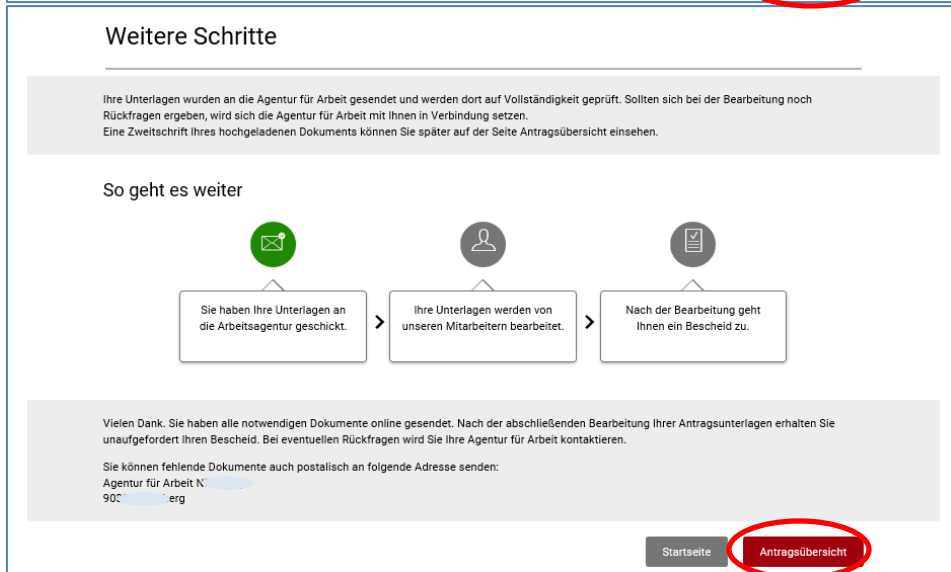 Weitere Schritte
Ihre Unterlagen wurden an die Agentur für Arbeit gesendet und werden dort auf Vollständigkeit geprüft. Sollten sich bei der Bearbeitung noch
Rückfragen ergeben, wird sich die Agentur für Arbeit mit Ihnen in Verbindung setzen.
Eine Zweitschrift Ihres hochgeladenen Dokuments können Sie später auf der Seite Antragsübersicht einsehen.
So geht es weiter
Sie haben Ihre Unterlagen an
die Arbeitsagentur geschickt.
Ihre Unterlagen werden von
unseren Mitarbeitern bearbeitet.
Nach der Bearbeitung geht
Ihnen ein Bescheid zu.
Vielen Dank. Sie haben alle notwendigen Dokumente online gesendet. Nach der abschließenden Bearbeitung Ihrer Antragsunterlagen erhalten Sie
unaufgefordert Ihren Bescheid. Bei eventuellen Rückfragen wird Sie Ihre Agentur für Arbeit kontaktieren.
Sie können fehlende Dokumente auch postalisch an folgende Adresse senden:
Agentur für Arbeit
Startseite
Antragsübersicht